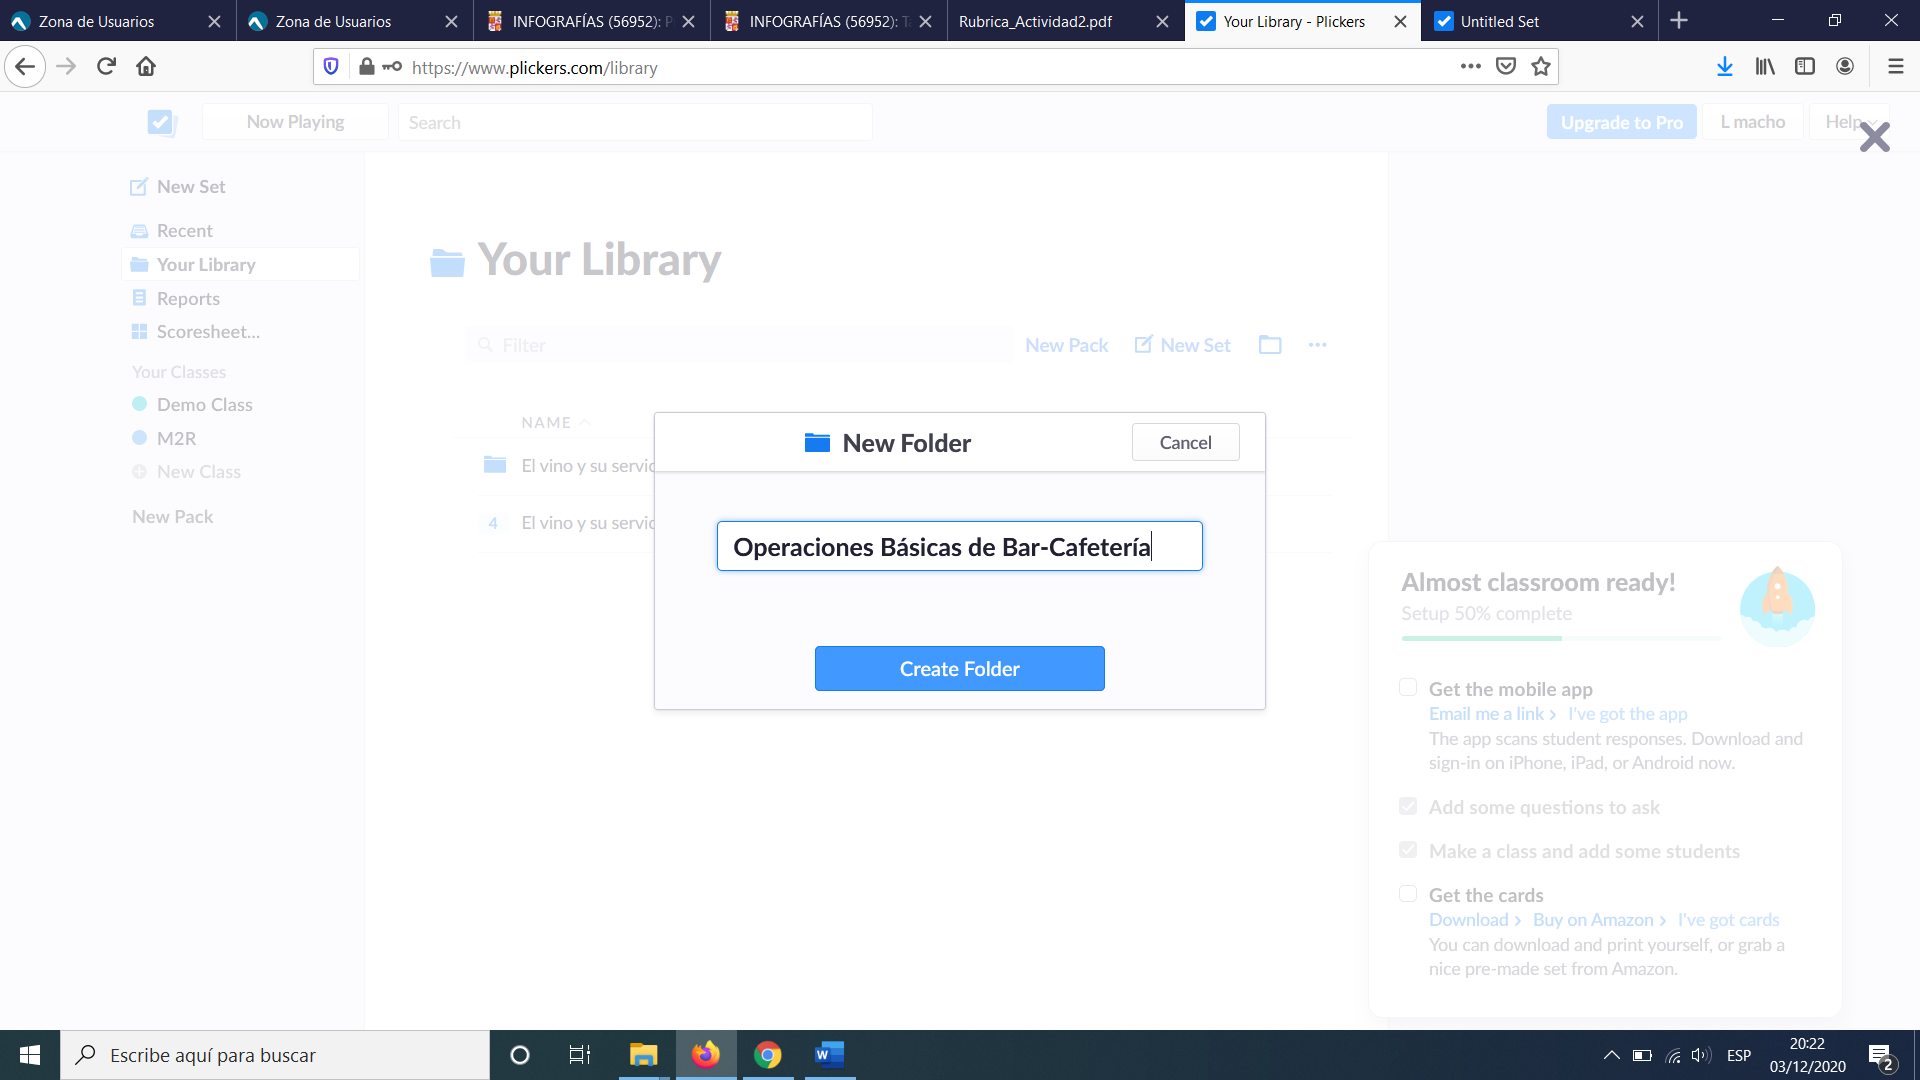 Zona de Usuarios
Zona de Usuarios
INFOGRAFÍAS (56952): P
INFOGRAFÍAS (56952): Ta
Rubrica_Actividad2.pdf
Your Library - Plickers
Untitled Set
https://www.plickers.com/library
Now Playing
Search
Upgrade to Pro
L macho
Help
New Set
Recent
Your Library
Reports
Scoresheet...
Your Classes
Demo Class
M2R
New Class
New Pack
Your Library
Filter
New Pack
New Set
NAME
El vino y su servic
4 El vino y su servic
New Folder
Cancel
Operaciones Básicas de Bar-Cafetería
Create Folder
Almost classroom ready!
Setup 50% complete
Get the mobile app
Email me a link › I've got the app
The app scans student responses. Download and
sign-in on iPhone, iPad, or Android now.
Add some questions to ask
Make a class and add some students
Get the cards
Download › Buy on Amazon › I've got cards
You can download and print yourself, or grab a
nice pre-made set from Amazon.
Escribe aquí para buscar
ESP
20:22
03/12/2020
2